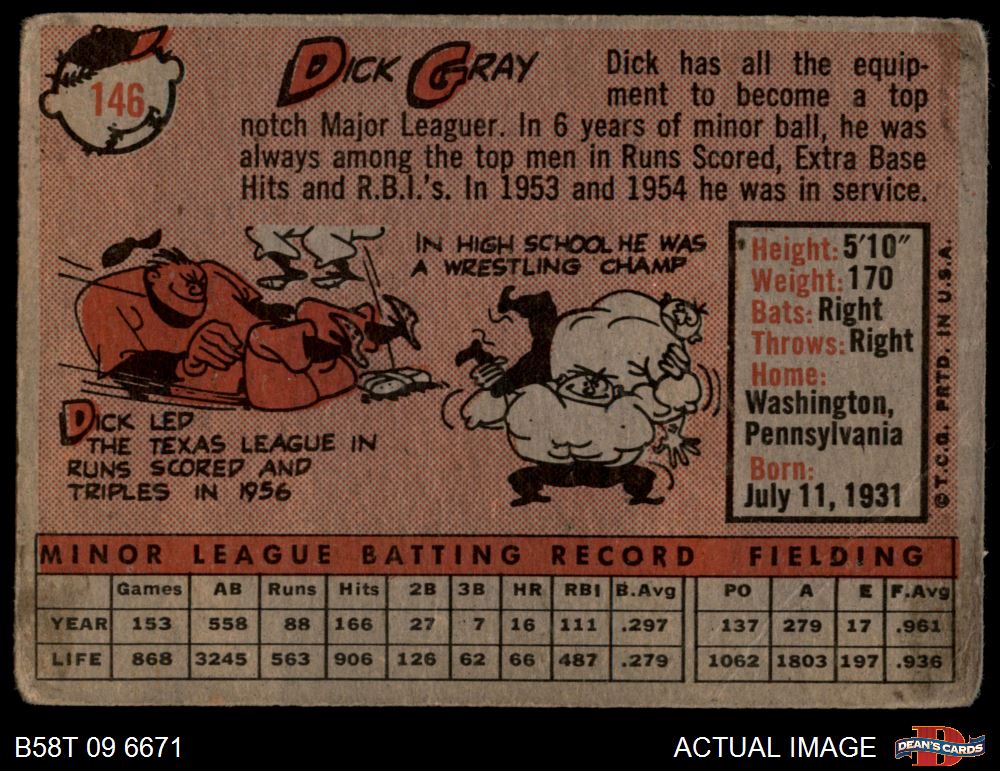 146
DICK GRAY
Dick has all the equip-
ment to become a top
notch Major Leaguer. In 6 years of minor ball, he was
always among the top men in Runs Scored, Extra Base
Hits and R.B.I.'s. In 1953 and 1954 he was in service.
IN HIGH SCHOOL HE WAS
A WRESTLING CHAMP
DICK LED
THE TEXAS LEAGUE IN
RUNS SCORED AND
TRIPLES IN 1956
Height: 5'10"
Weight: 170
Bats: Right
Throws: Right
Home:
Washington,
Pennsylvania
Born:
July 11, 1931
© T.C.G. PRTD. IN U.S.A.
MINOR LEAGUE BATTING RECORD FIELDING
Games AB Runs Hits 2B 3B HR RBI B.Avg PO A E F.Avg
YEAR 153 558 88 166 27 7 16 111 .297 137 279 17 .961
LIFE 868 3245 563 906 126 62 66 487 .279 1062 1803 197 .936
B58T 09 6671 ACTUAL IMAGE D DEAN'S CARDS